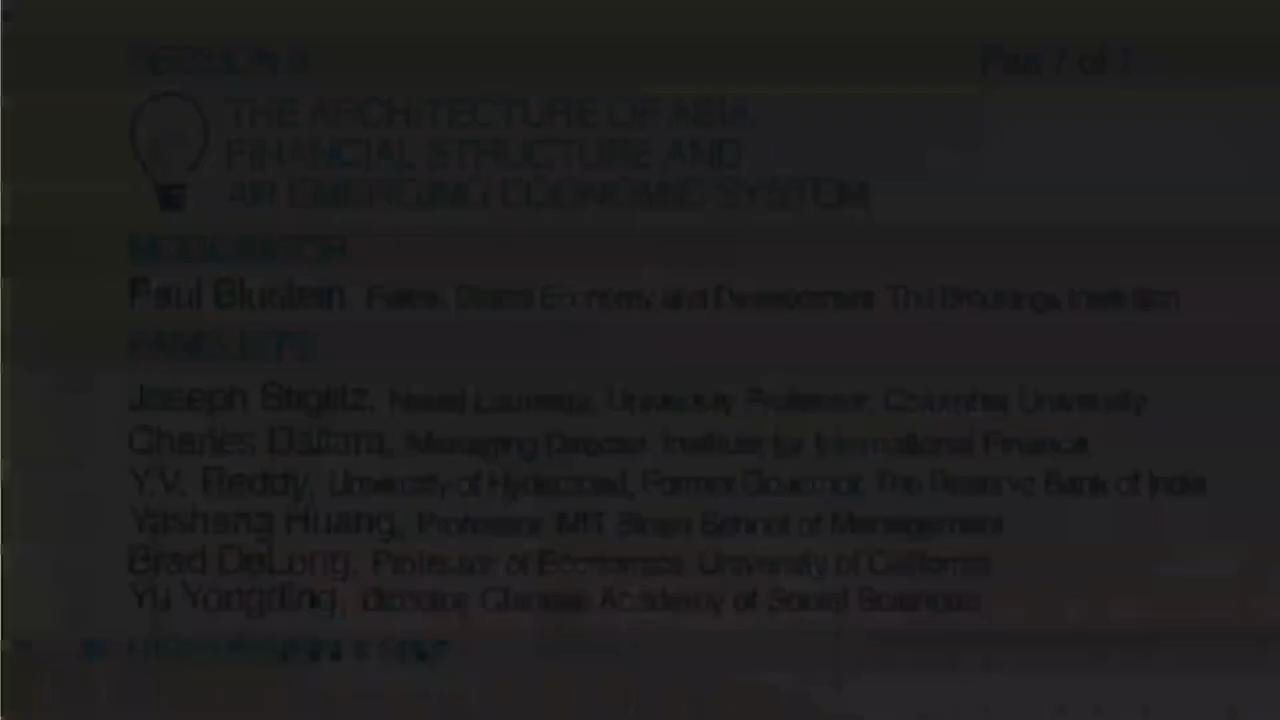 THE ARCHITECTURE OF ASIA
FINANCIAL STRUCTURE AND
EMERGING ECONOMIC SYSTEM
MODERATOR
Paul Blustein, Economy and Development The Brookings Institution
PANELISTS
Joseph Stiglitz, Nobel Laureate, University Professor, Columbia University
Charles Dallara, Managing Director, Institute for International Finance
Y.V. Reddy, University of Hyderabad, Former Governor, The Reserve Bank of India
Yasheng Huang, Professor, MIT Sloan School of Management
Brad DeLong, Professor of Economics, University of California
Yu Yongding, Director, Chinese Academy of Social Sciences